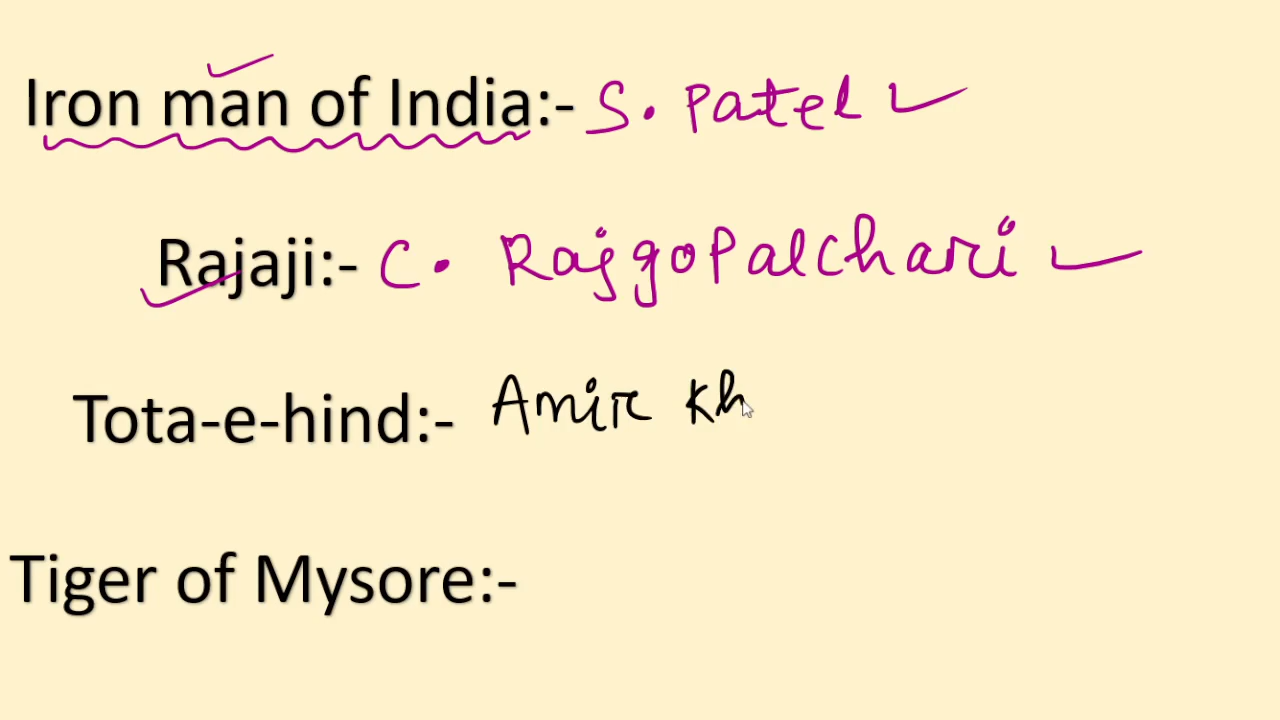 Iron man of India:- S. Patel
Rajaji:- C. Rajgopalchari
Tota-e-hind:- Amir Kh
Tiger of Mysore:-